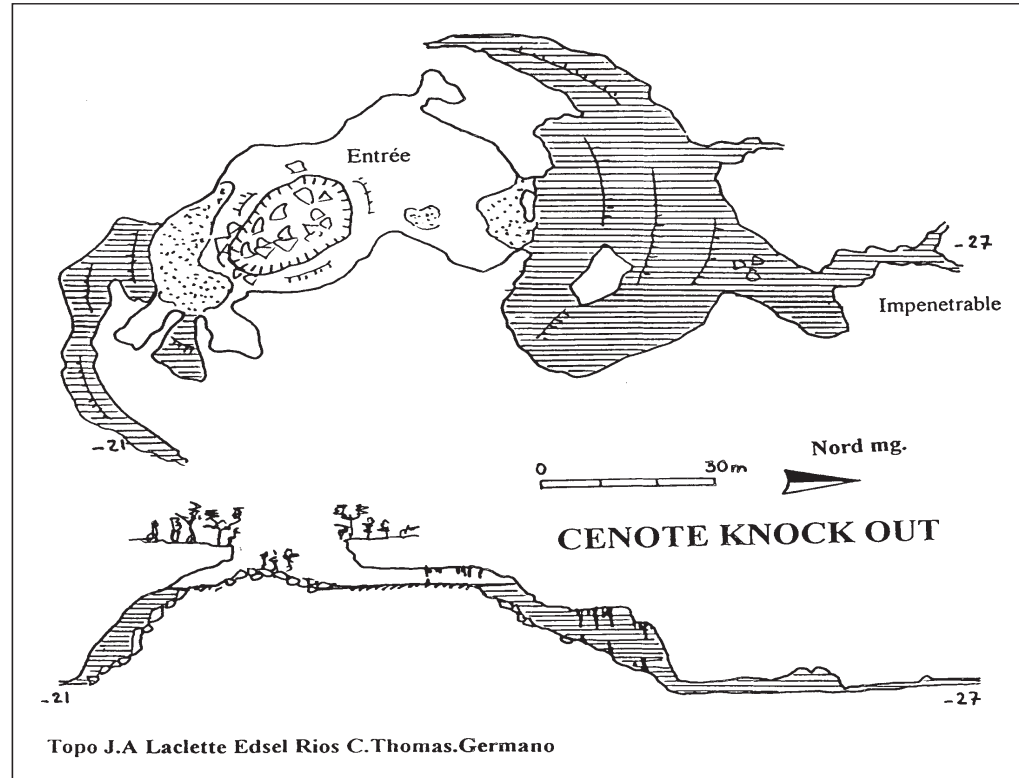 Entrée
-27
Impenetrable
-21
Nord mg.
0 30m
CENOTE KNOCK OUT
-21
-27
Topo J.A Laclette Edsel Rios C.Thomas.Germano